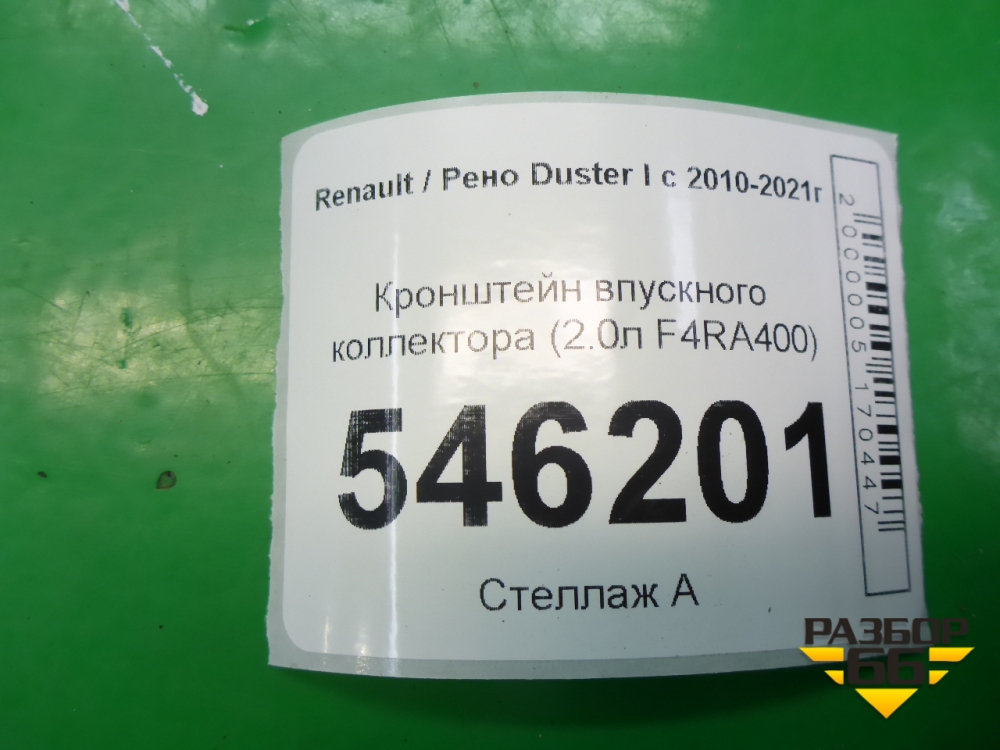 Renault / Рено Duster I с 2010-2021г
Кронштейн впускного
коллектора (2.0л F4RA400)
546201
Стеллаж А
2000005170447
РАЗБОР
66